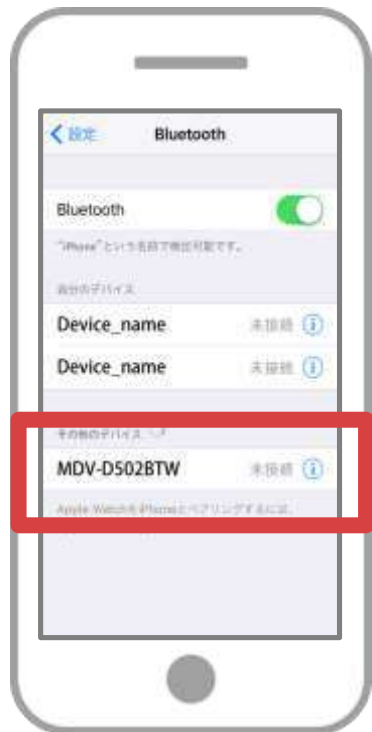 設定 Bluetooth
Bluetooth
"iPhone"という名前で検出可能です。
自分のデバイス
Device_name 未接続
Device_name 未接続
その他のデバイス
MDV-D502BTW 未接続
Apple WatchをiPhoneとペアリングするには、